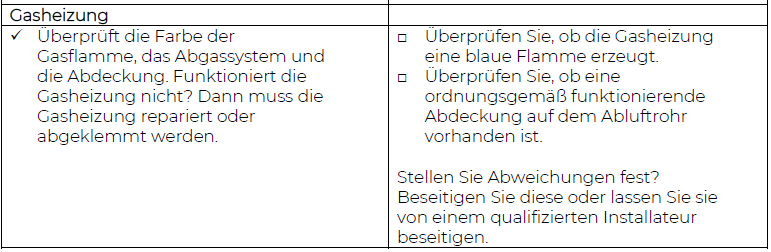 Gasheizung
✓ Überprüft die Farbe der
Gasflamme, das Abgassystem und
die Abdeckung. Funktioniert die
Gasheizung nicht? Dann muss die
Gasheizung repariert oder
abgeklemmt werden.
□ Überprüfen Sie, ob die Gasheizung
eine blaue Flamme erzeugt.
□ Überprüfen Sie, ob eine
ordnungsgemäß funktionierende
Abdeckung auf dem Abluftrohr
vorhanden ist.
Stellen Sie Abweichungen fest?
Beseitigen Sie diese oder lassen Sie sie
von einem qualifizierten Installateur
beseitigen.